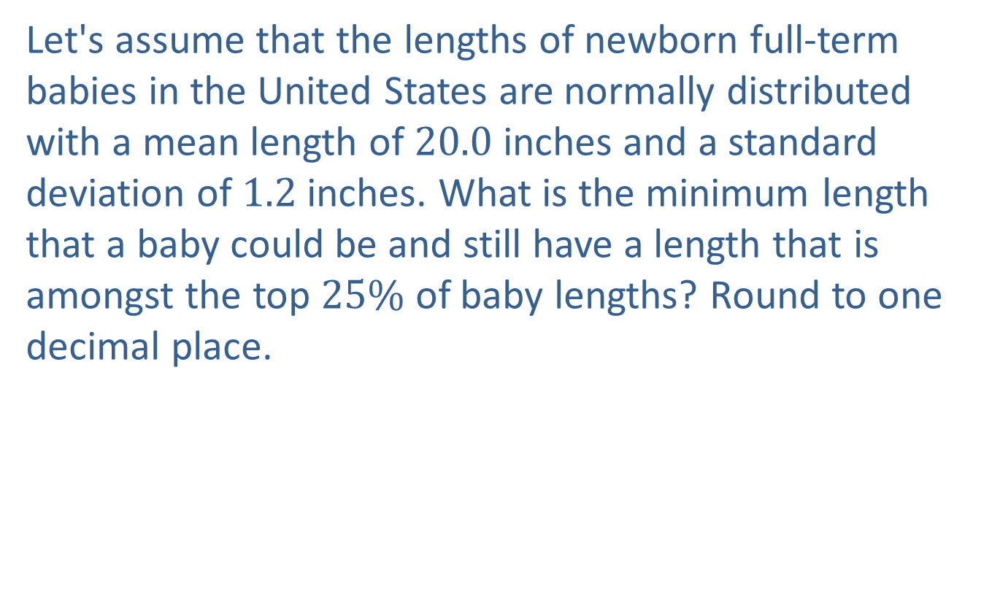 Let's assume that the lengths of newborn full-term
babies in the United States are normally distributed
with a mean length of 20.0 inches and a standard
deviation of 1.2 inches. What is the minimum length
that a baby could be and still have a length that is
amongst the top 25% of baby lengths? Round to one
decimal place.